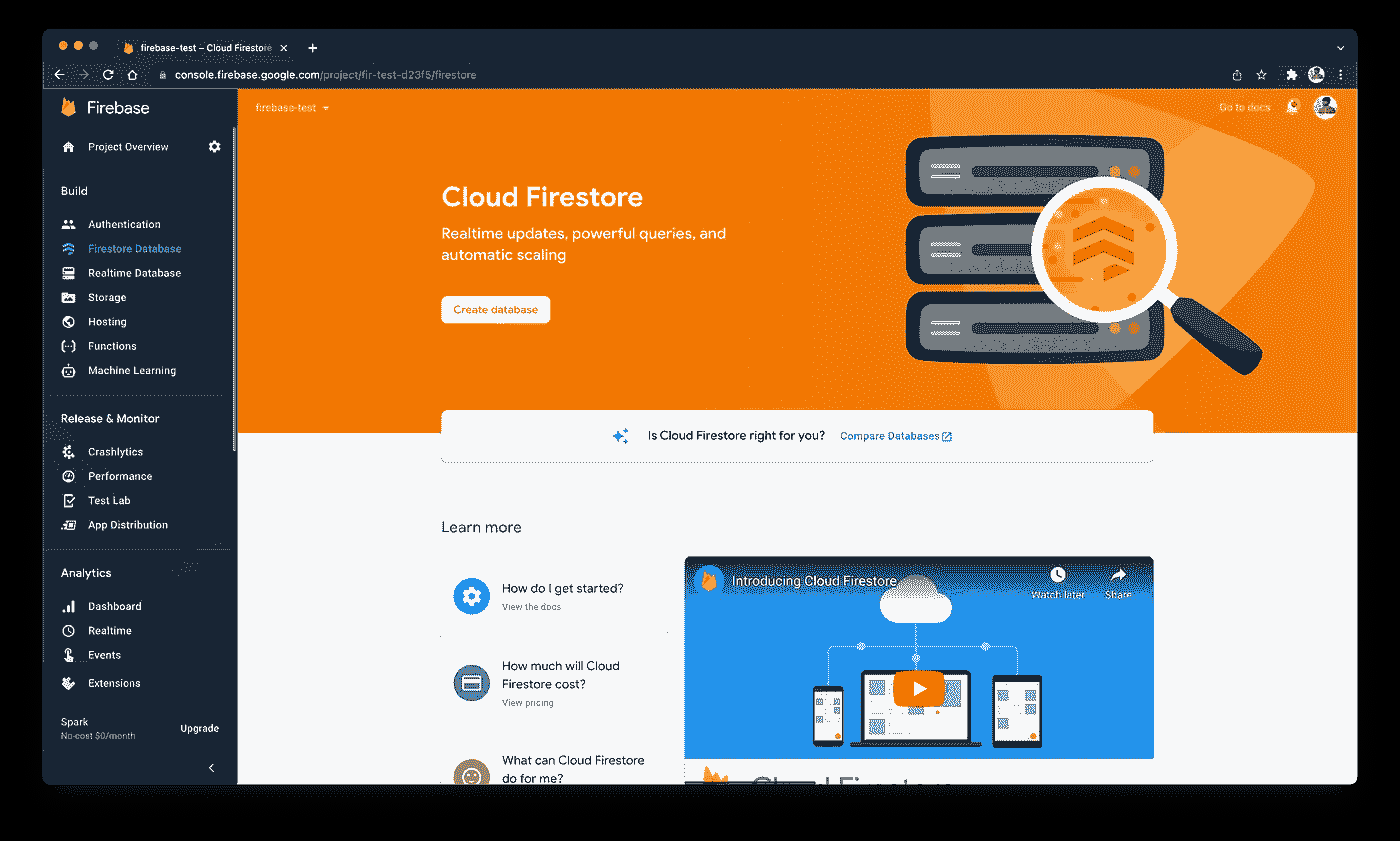 firebase-test – Cloud Firestore
console.firebase.google.com/project/fir-test-d23f5/firestore
Firebase
firebase-test
Go to docs
Project Overview
Build
Authentication
Firestore Database
Realtime Database
Storage
Hosting
Functions
Machine Learning
Release & Monitor
Crashlytics
Performance
Test Lab
App Distribution
Analytics
Dashboard
Realtime
Events
Extensions
Spark
No-cost $0/month
Upgrade
Cloud Firestore
Realtime updates, powerful queries, and
automatic scaling
Create database
Is Cloud Firestore right for you? Compare Databases
Learn more
How do I get started?
View the docs
How much will Cloud
Firestore cost?
View pricing
What can Cloud Firestore
do for me?
Introducing Cloud Firestore
Watch later
Share